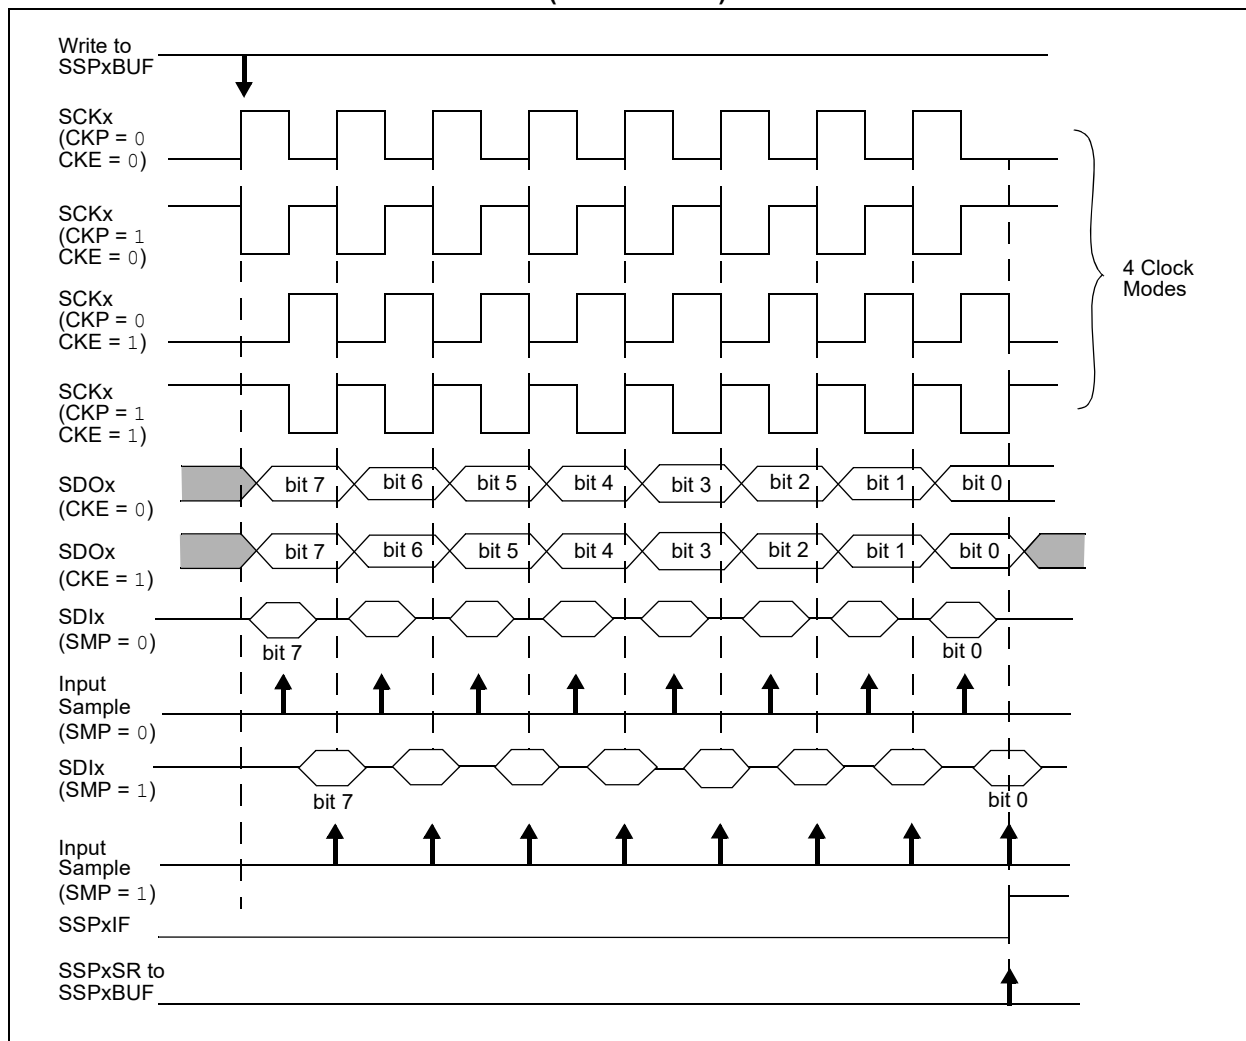 Write to
SSPxBUF
SCKx
(CKP = 0
CKE = 0)
SCKx
(CKP = 1
CKE = 0)
SCKx
(CKP = 0
CKE = 1)
SCKx
(CKP = 1
CKE = 1)
4 Clock
Modes
SDOx
(CKE = 0)
bit 7 bit 6 bit 5 bit 4 bit 3 bit 2 bit 1 bit 0
SDOx
(CKE = 1)
bit 7 bit 6 bit 5 bit 4 bit 3 bit 2 bit 1 bit 0
SDIx
(SMP = 0)
bit 7 bit 0
Input
Sample
(SMP = 0)
SDIx
(SMP = 1)
bit 7 bit 0
Input
Sample
(SMP = 1)
SSPxIF
SSPxSR to
SSPxBUF